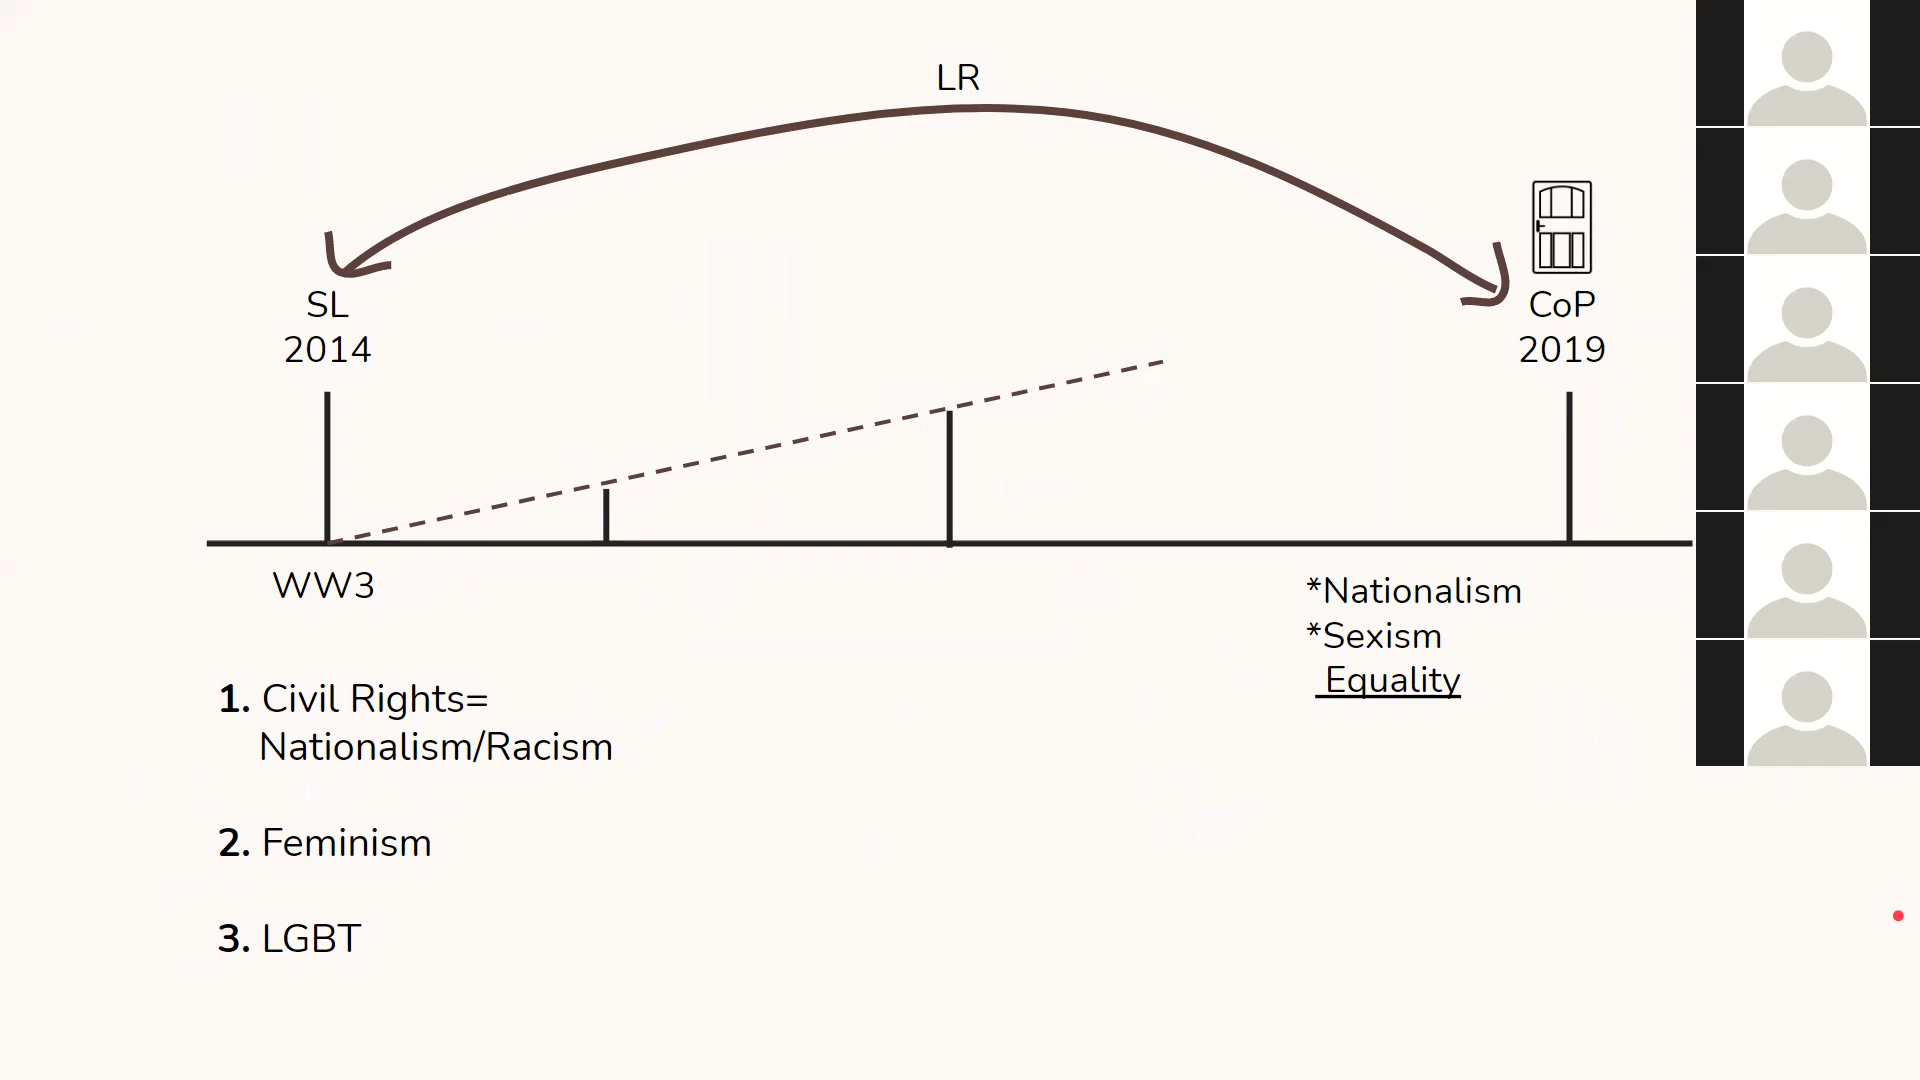 LR
SL
2014
CoP
2019
WW3
*Nationalism
*Sexism
Equality
1. Civil Rights=
Nationalism/Racism
2. Feminism
3. LGBT